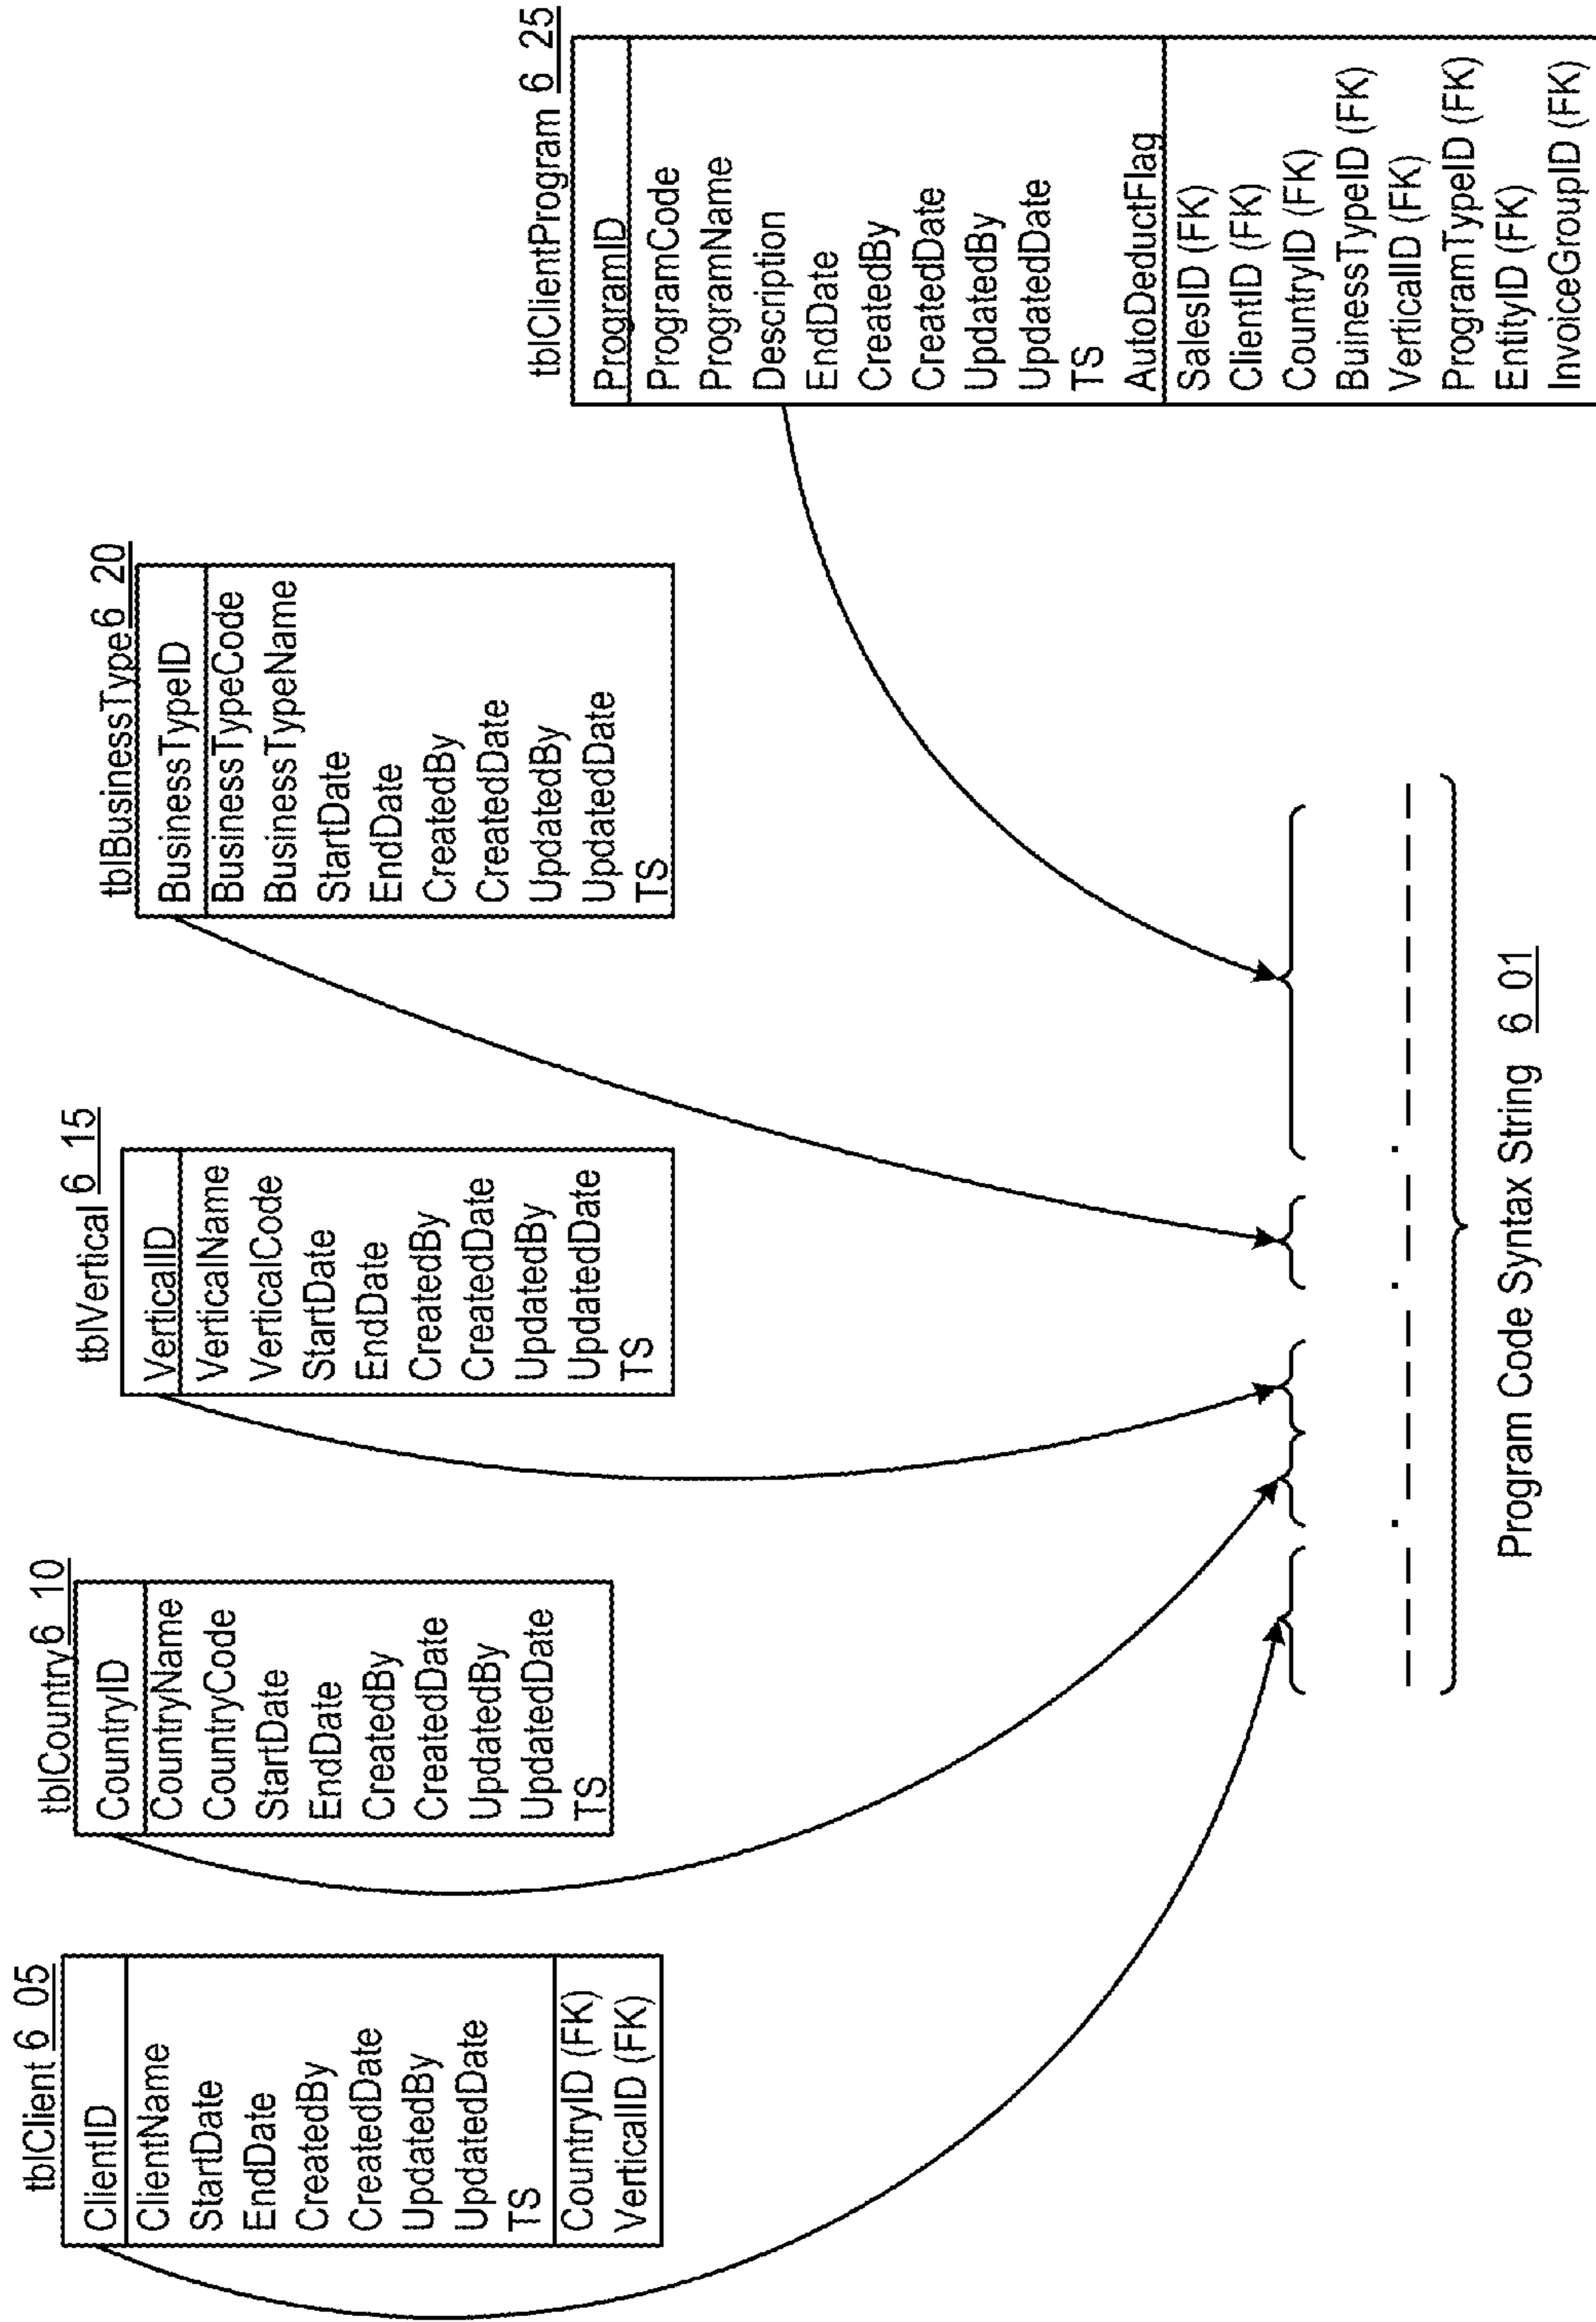 tblClient 6 05
ClientID
ClientName
StartDate
EndDate
CreatedBy
CreatedDate
UpdatedBy
UpdatedDate
TS
CountryID (FK)
VerticalID (FK)
tblCountry 6 10
CountryID
CountryName
CountryCode
StartDate
EndDate
CreatedBy
CreatedDate
UpdatedBy
UpdatedDate
TS
tblVertical 6 15
VerticalID
VerticalName
VerticalCode
StartDate
EndDate
CreatedBy
CreatedDate
UpdatedBy
UpdatedDate
TS
tblBusinessType 6 20
BusinessTypeID
BusinessTypeCode
BusinessTypeName
StartDate
EndDate
CreatedBy
CreatedDate
UpdatedBy
UpdatedDate
TS
tblClientProgram 6 25
ProgramID
ProgramCode
ProgramName
Description
EndDate
CreatedBy
CreatedDate
UpdatedBy
UpdatedDate
TS
AutoDeductFlag
SalesID (FK)
ClientID (FK)
CountryID (FK)
BuinessTypeID (FK)
VerticalID (FK)
ProgramTypeID (FK)
EntityID (FK)
InvoiceGroupID (FK)
_ _ _ . _ _ _ _ . _ _ . _ _ _ _ _ _ _
Program Code Syntax String 6 01